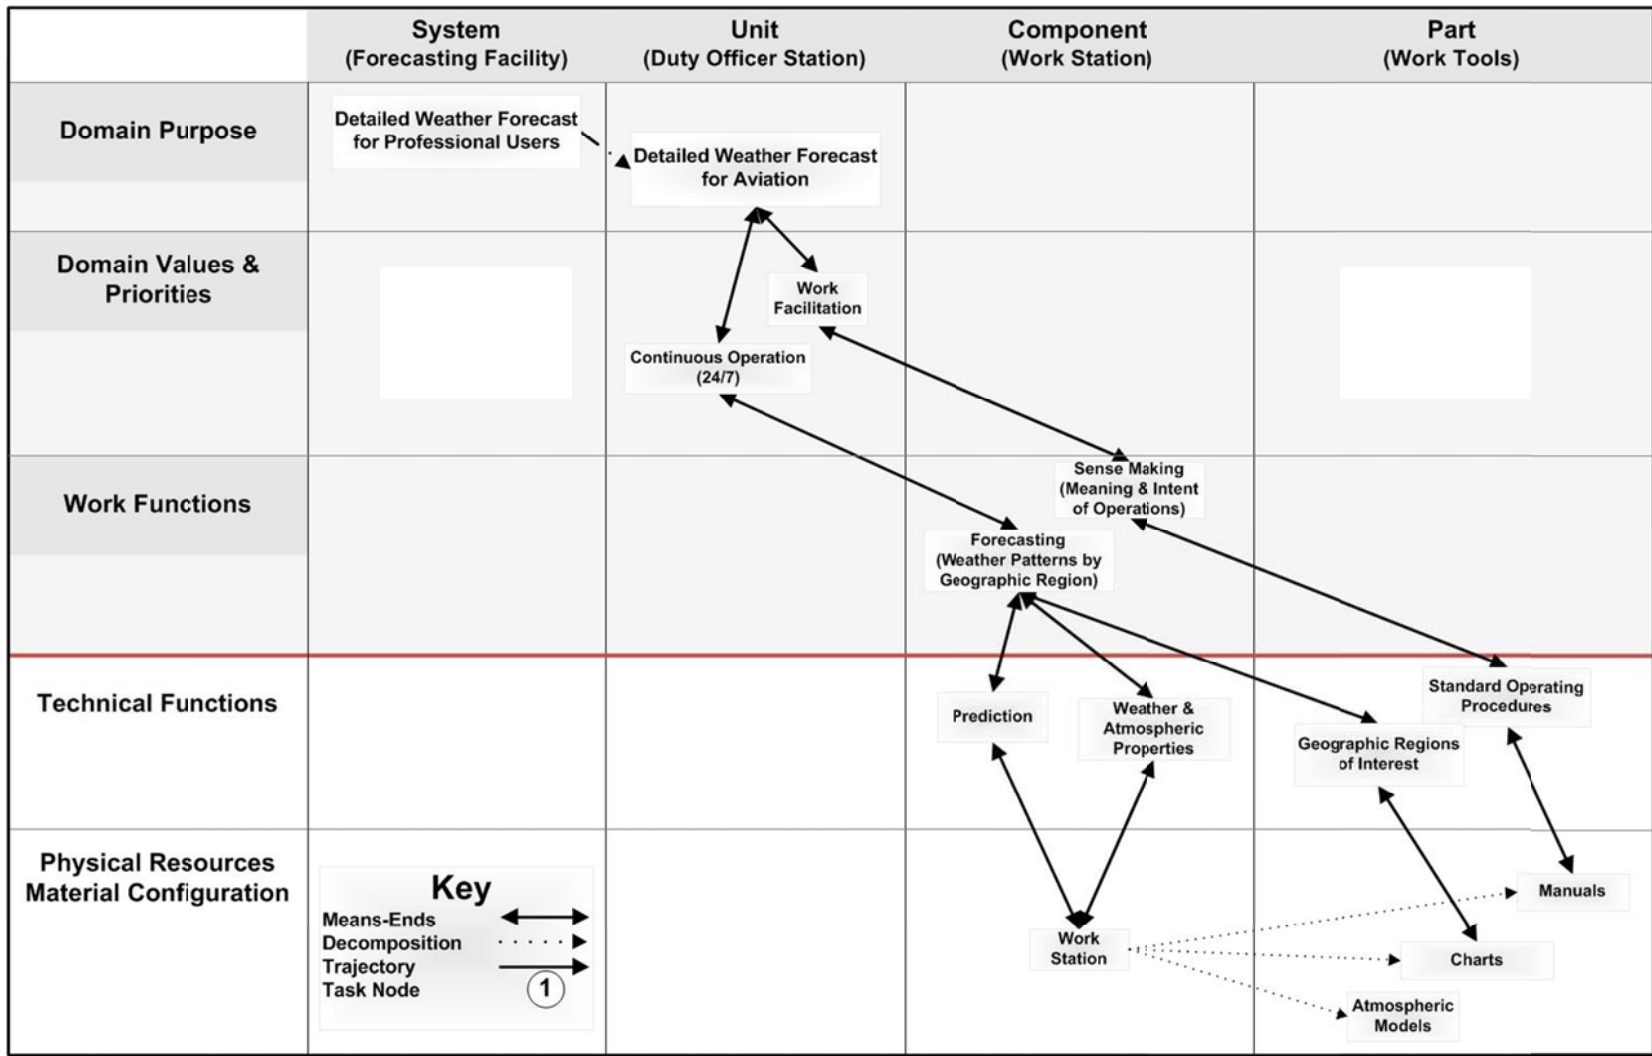 System
(Forecasting Facility)
Unit
(Duty Officer Station)
Component
(Work Station)
Part
(Work Tools)
Domain Purpose
Detailed Weather Forecast
for Professional Users
Detailed Weather Forecast
for Aviation
Domain Values &
Priorities
Work
Facilitation
Continuous Operation
(24/7)
Work Functions
Sense Making
(Meaning & Intent
of Operations)
Forecasting
(Weather Patterns by
Geographic Region)
Technical Functions
Prediction
Weather &
Atmospheric
Properties
Geographic Regions
of Interest
Standard Operating
Procedures
Physical Resources
Material Configuration
Key
Means-Ends
Decomposition
Trajectory
Task Node
1
Work
Station
Manuals
Charts
Atmospheric
Models